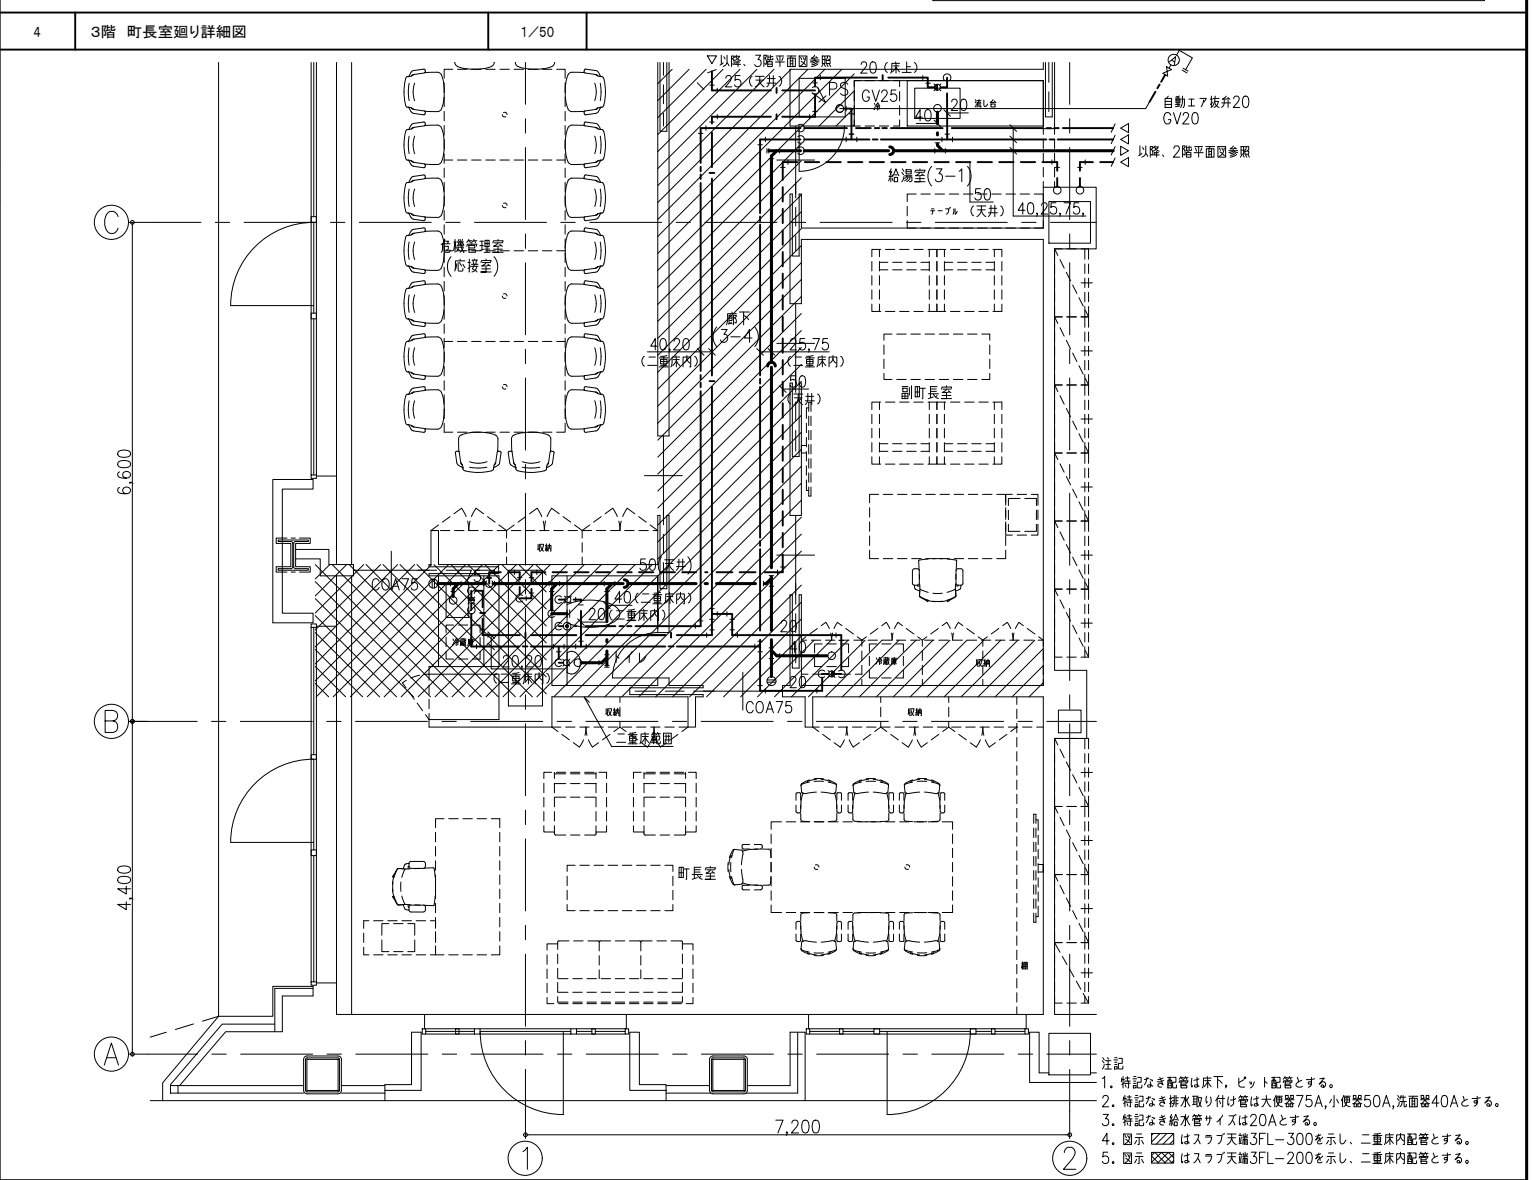 4
3階 町長室廻り詳細図
1/50
▽以降、3階平面図参照
25(天井)
20(床上)
PS
GV25
冷
40
20
流し台
自動エア抜弁20
GV20
以降、2階平面図参照
給湯室(3-1)
50
(天井)
テーブル
40,25,75,
C
危機管理室
(応接室)
廊下
(3-4)
40,20
(二重床内)
25,75
(二重床内)
50
(天井)
副町長室
6,600
収納
COA75
50(天井)
40(二重床内)
20(二重床内)
冷蔵庫
20,20
(二重床内)
トイレ
20
40
20
冷蔵庫
収納
COA75
B
収納
収納
二重床範囲
町長室
4,400
棚
A
7,200
1
2
注記
1. 特記なき配管は床下, ピット配管とする。
2. 特記なき排水取り付け管は大便器75A,小便器50A,洗面器40Aとする。
3. 特記なき給水管サイズは20Aとする。
4. 図示 はスラブ天端3FL-300を示し、二重床内配管とする。
5. 図示 はスラブ天端3FL-200を示し、二重床内配管とする。